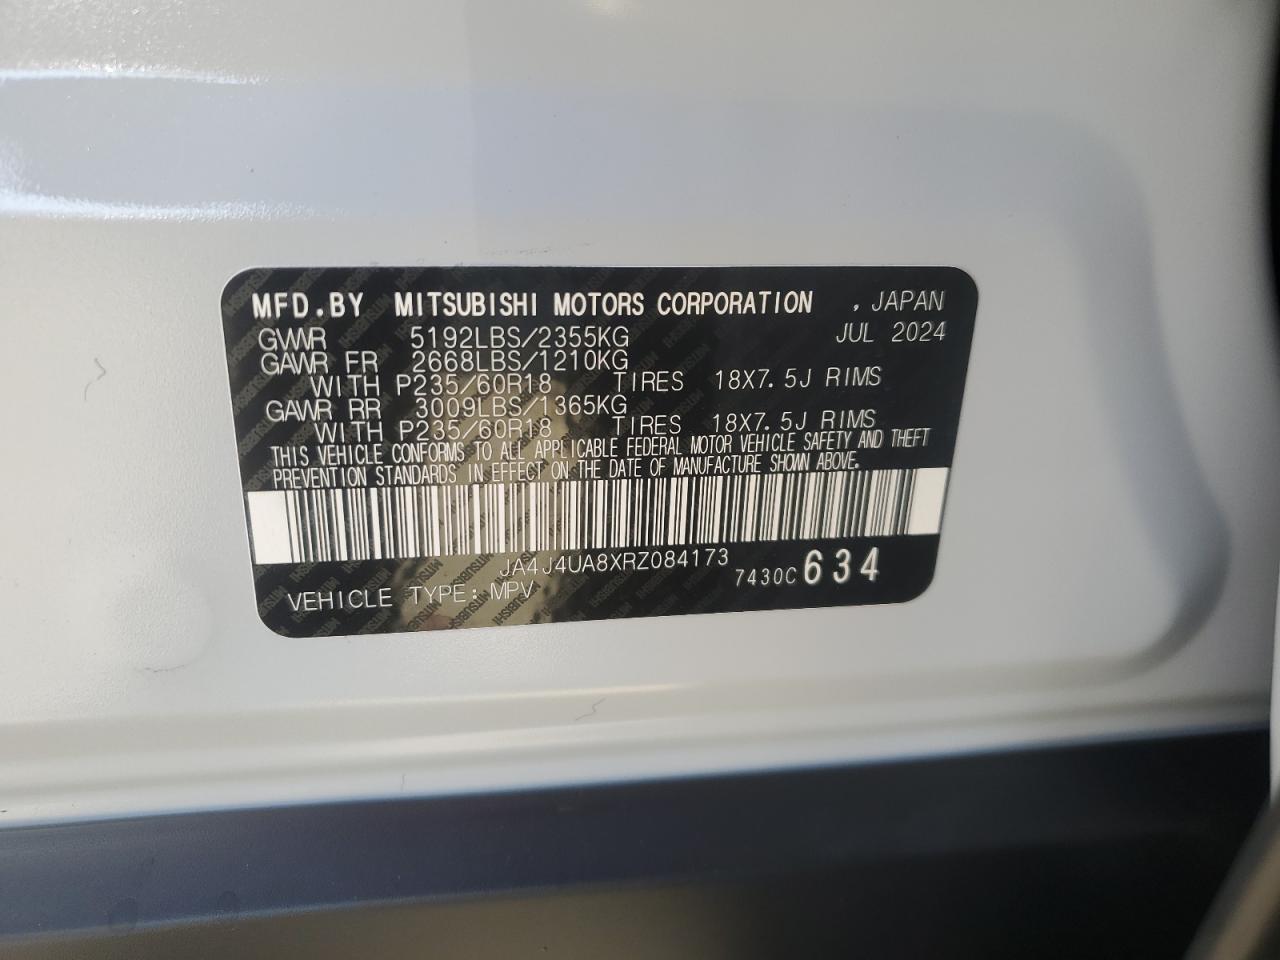 MFD.BY MITSUBISHI MOTORS CORPORATION , JAPAN
GVWR 5192LBS/2355KG JUL 2024
GAWR FR 2668LBS/1210KG
WITH P235/60R18 TIRES 18X7.5J RIMS
GAWR RR 3009LBS/1365KG
WITH P235/60R18 TIRES 18X7.5J RIMS
THIS VEHICLE CONFORMS TO ALL APPLICABLE FEDERAL MOTOR VEHICLE SAFETY AND THEFT
PREVENTION STANDARDS IN EFFECT ON THE DATE OF MANUFACTURE SHOWN ABOVE.
JA4J4UA8XRZ084173
VEHICLE TYPE: MPV 7430C 634